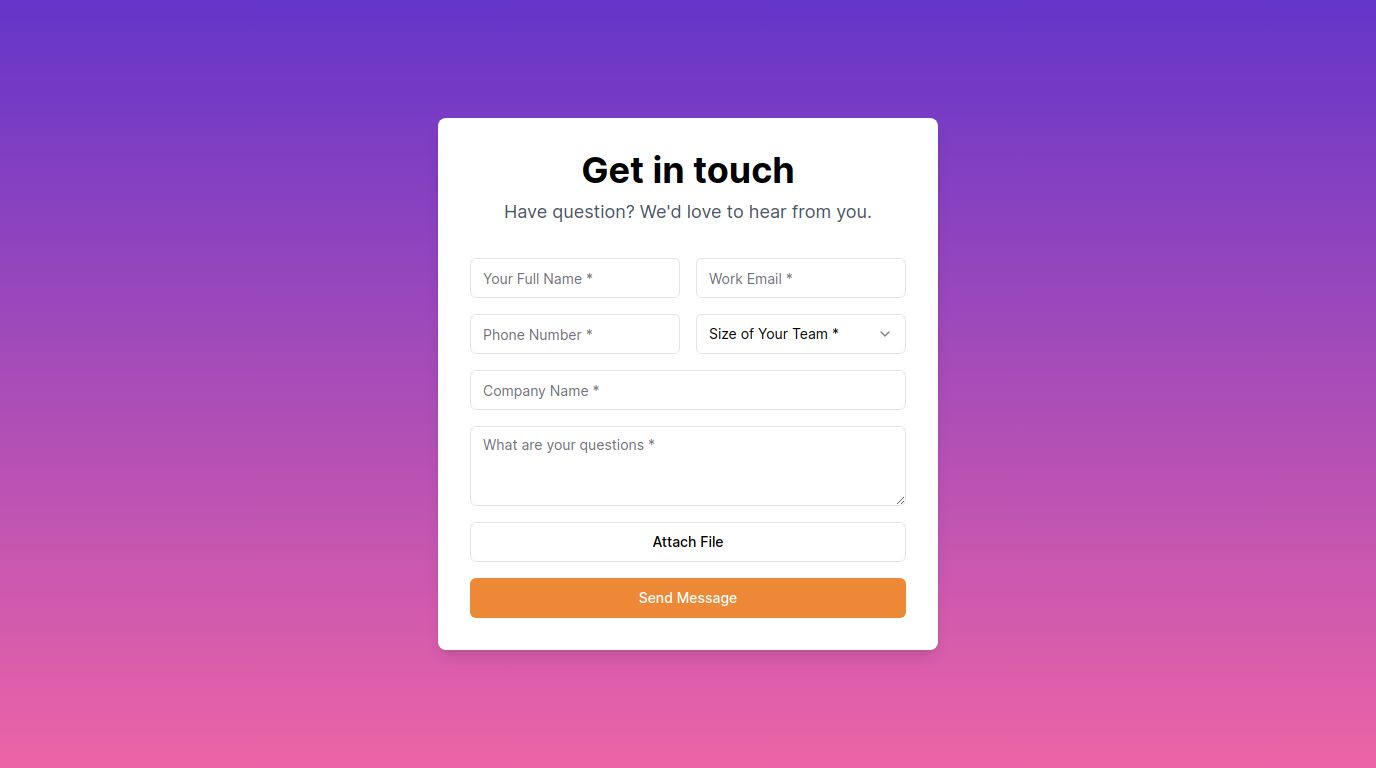 Get in touch
Have question? We'd love to hear from you.
Your Full Name *
Work Email *
Phone Number *
Size of Your Team *
Company Name *
What are your questions *
Attach File
Send Message